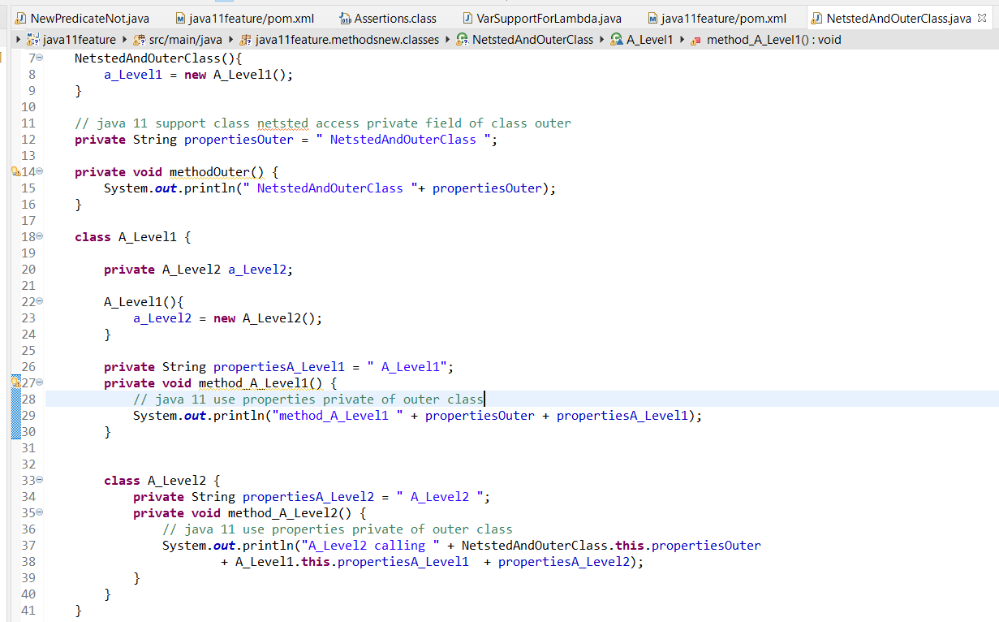 NewPredicateNot.java java11feature/pom.xml Assertions.class VarSupportForLambda.java java11feature/pom.xml NetstedAndOuterClass.java
java11feature src/main/java java11feature.methodsnew.classes NetstedAndOuterClass A_Level1 method_A_Level1() : void
7 NetstedAndOuterClass(){
8 a_Level1 = new A_Level1();
9 }
10
11 // java 11 support class netsted access private field of class outer
12 private String propertiesOuter = " NetstedAndOuterClass ";
13
14 private void methodOuter() {
15 System.out.println(" NetstedAndOuterClass "+ propertiesOuter);
16 }
17
18 class A_Level1 {
19
20 private A_Level2 a_Level2;
21
22 A_Level1(){
23 a_Level2 = new A_Level2();
24 }
25
26 private String propertiesA_Level1 = " A_Level1";
27 private void method_A_Level1() {
28 // java 11 use properties private of outer class
29 System.out.println("method_A_Level1 " + propertiesOuter + propertiesA_Level1);
30 }
31
32
33 class A_Level2 {
34 private String propertiesA_Level2 = " A_Level2 ";
35 private void method_A_Level2() {
36 // java 11 use properties private of outer class
37 System.out.println("A_Level2 calling " + NetstedAndOuterClass.this.propertiesOuter
38 + A_Level1.this.propertiesA_Level1 + propertiesA_Level2);
39 }
40 }
41 }